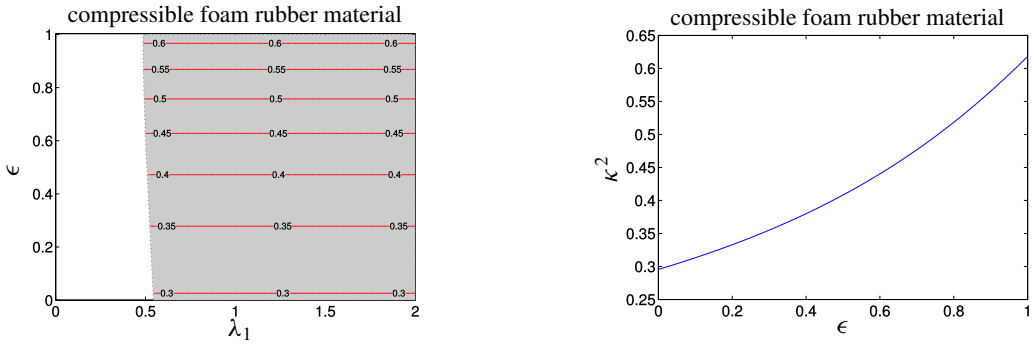 compressible foam rubber material
1
0.8
0.6
0.4
0.2
0
ϵ
0.6 0.6 0.6
0.55 0.55 0.55
0.5 0.5 0.5
0.45 0.45 0.45
0.4 0.4 0.4
0.35 0.35 0.35
0.3 0.3 0.3
0 0.5 1 1.5 2
λ₁
compressible foam rubber material
0.65
0.6
0.55
0.5
0.45
0.4
0.35
0.3
0.25
κ²
0 0.2 0.4 0.6 0.8 1
ϵ